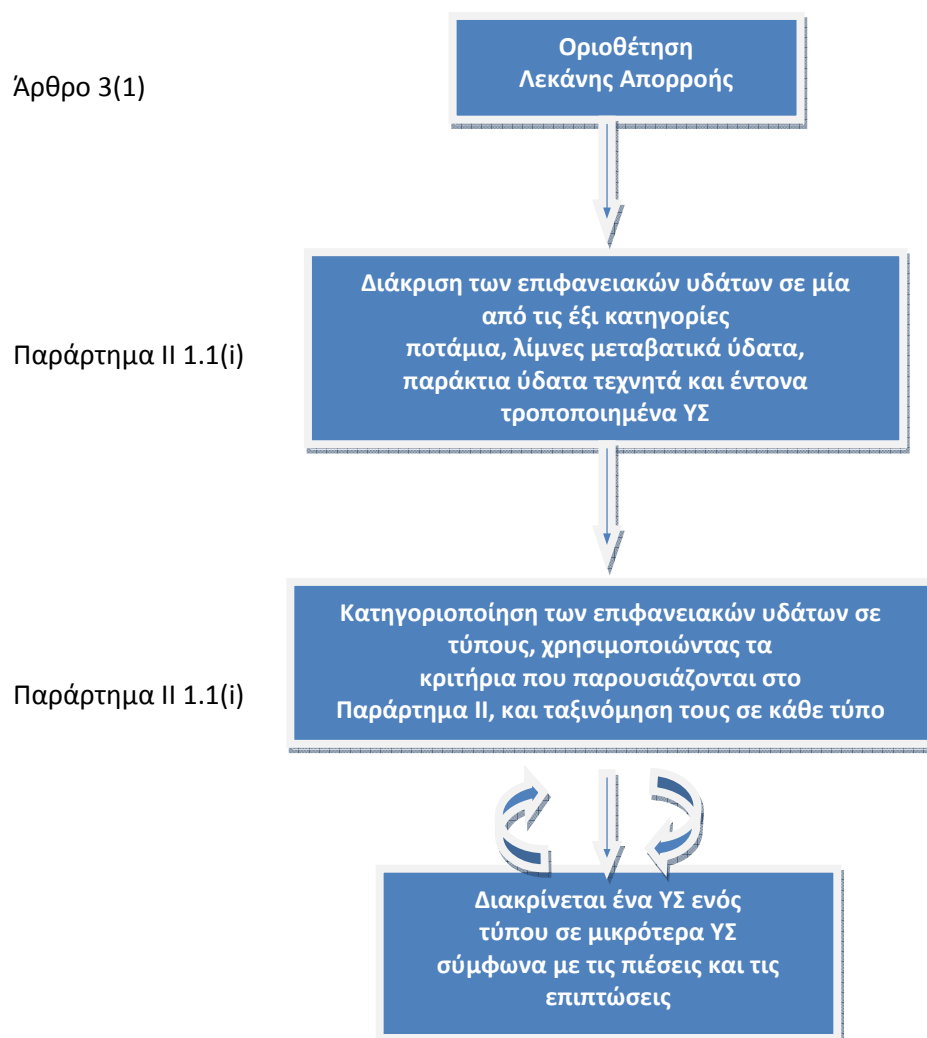 Άρθρο 3(1)
Οριοθέτηση
Λεκάνης Απορροής
Παράρτημα ΙΙ 1.1(i)
Διάκριση των επιφανειακών υδάτων σε μία
από τις έξι κατηγορίες
ποτάμια, λίμνες μεταβατικά ύδατα,
παράκτια ύδατα τεχνητά και έντονα
τροποποιημένα ΥΣ
Παράρτημα ΙΙ 1.1(i)
Κατηγοριοποίηση των επιφανειακών υδάτων σε
τύπους, χρησιμοποιώντας τα
κριτήρια που παρουσιάζονται στο
Παράρτημα ΙΙ, και ταξινόμηση τους σε κάθε τύπο
Διακρίνεται ένα ΥΣ ενός
τύπου σε μικρότερα ΥΣ
σύμφωνα με τις πιέσεις και τις
επιπτώσεις